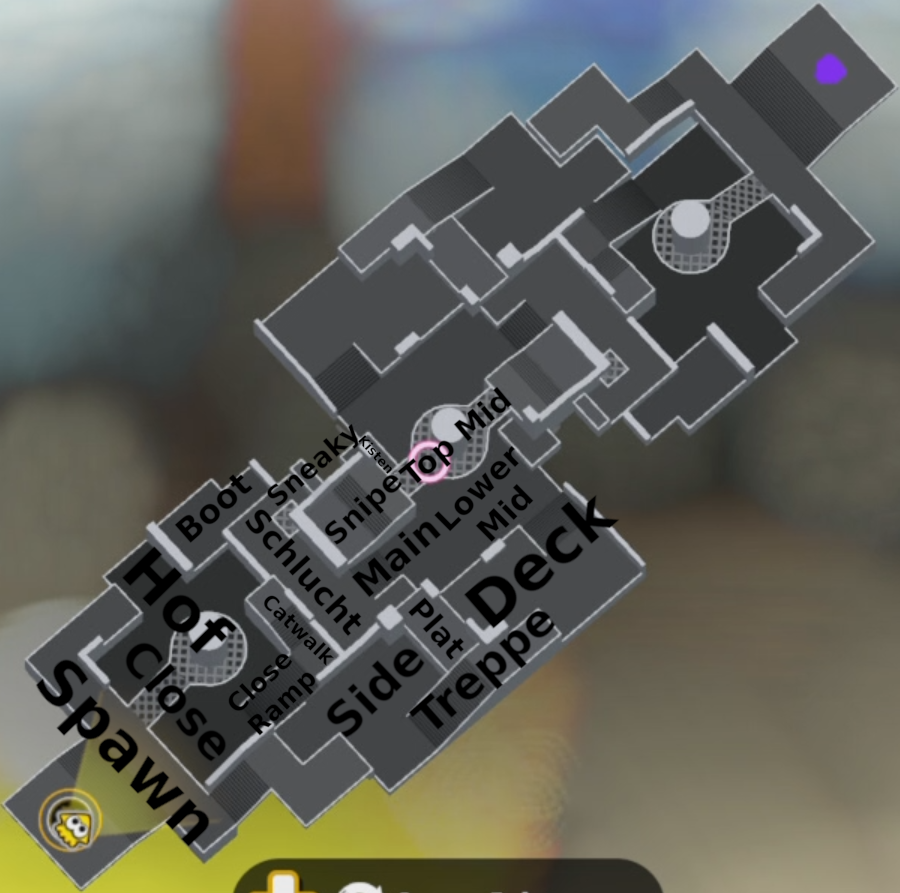 Top Mid
Sneaky
Kisten
Snipe
Lower
Mid
Main
Boot
Schlucht
Deck
Hof
Catwalk
Plat
Treppe
Close
Close
Ramp
Side
Spawn